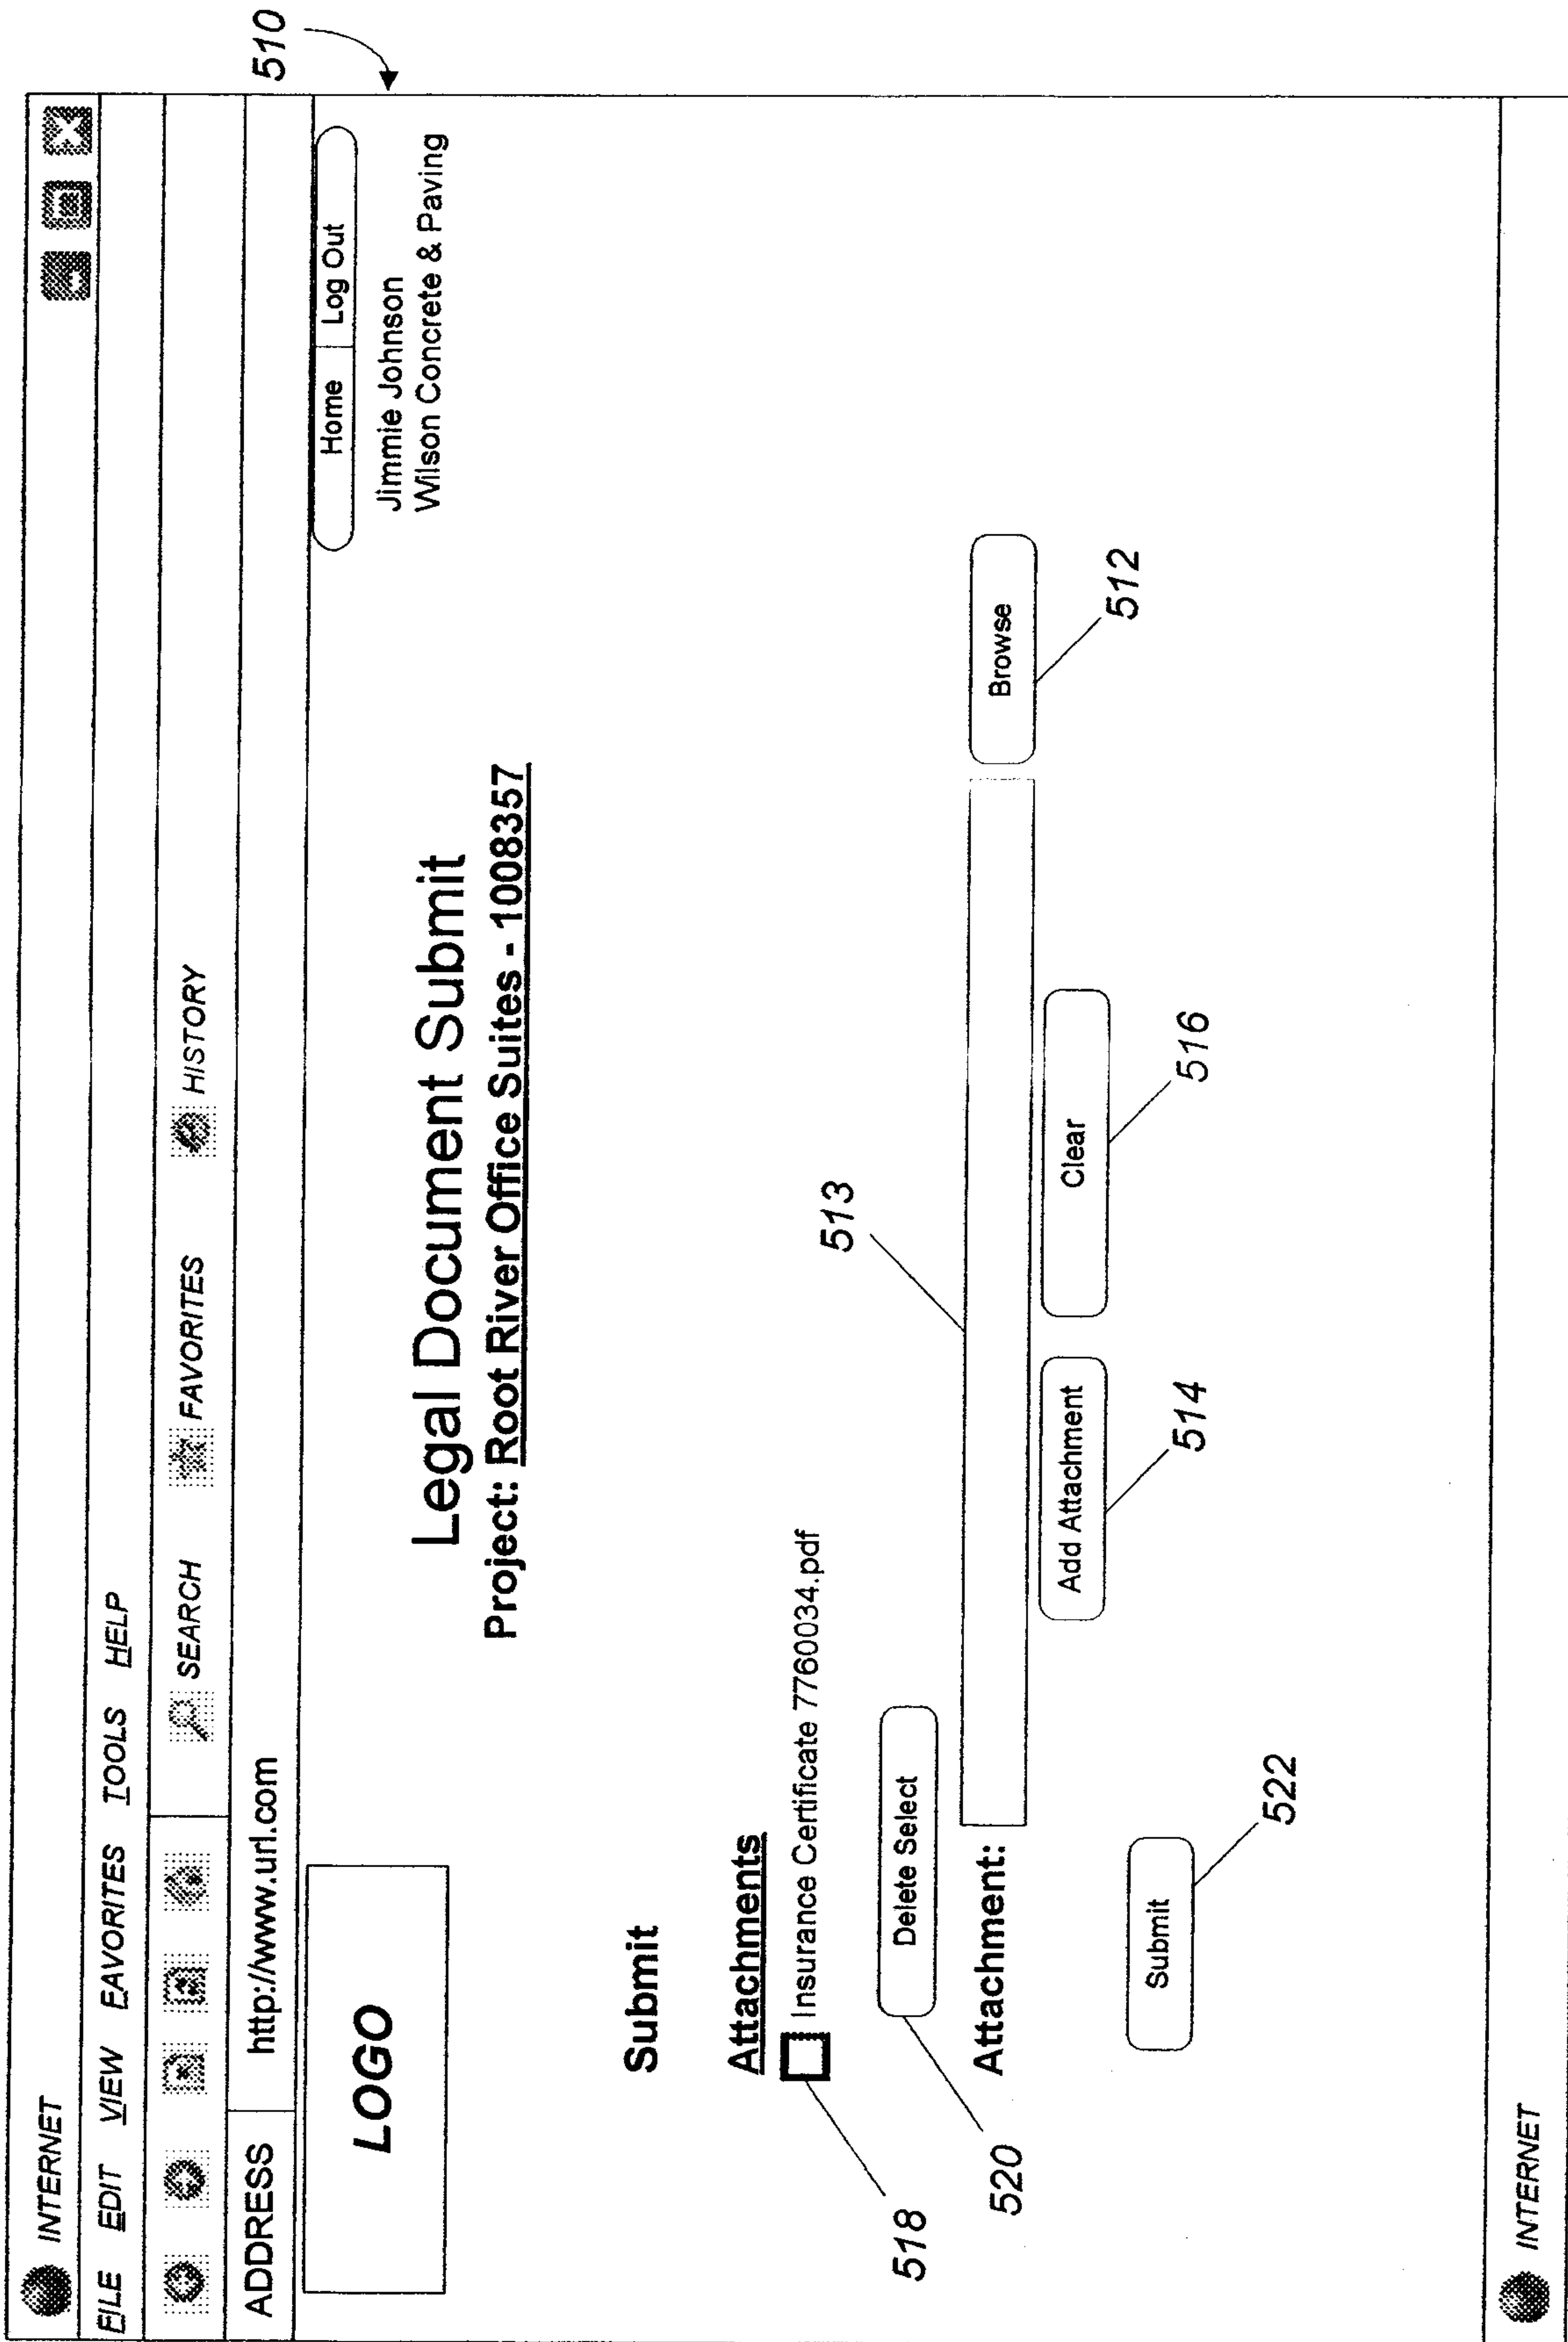 INTERNET
FILE EDIT VIEW FAVORITES TOOLS HELP
SEARCH FAVORITES HISTORY
ADDRESS http://www.url.com
510
LOGO
Home Log Out
Jimmie Johnson
Wilson Concrete & Paving
Legal Document Submit
Project: Root River Office Suites - 1008357
Submit
Attachments
Insurance Certificate 7760034.pdf
518
513
Delete Select
520
Attachment: Browse
512
Add Attachment Clear
514 516
Submit
522
INTERNET